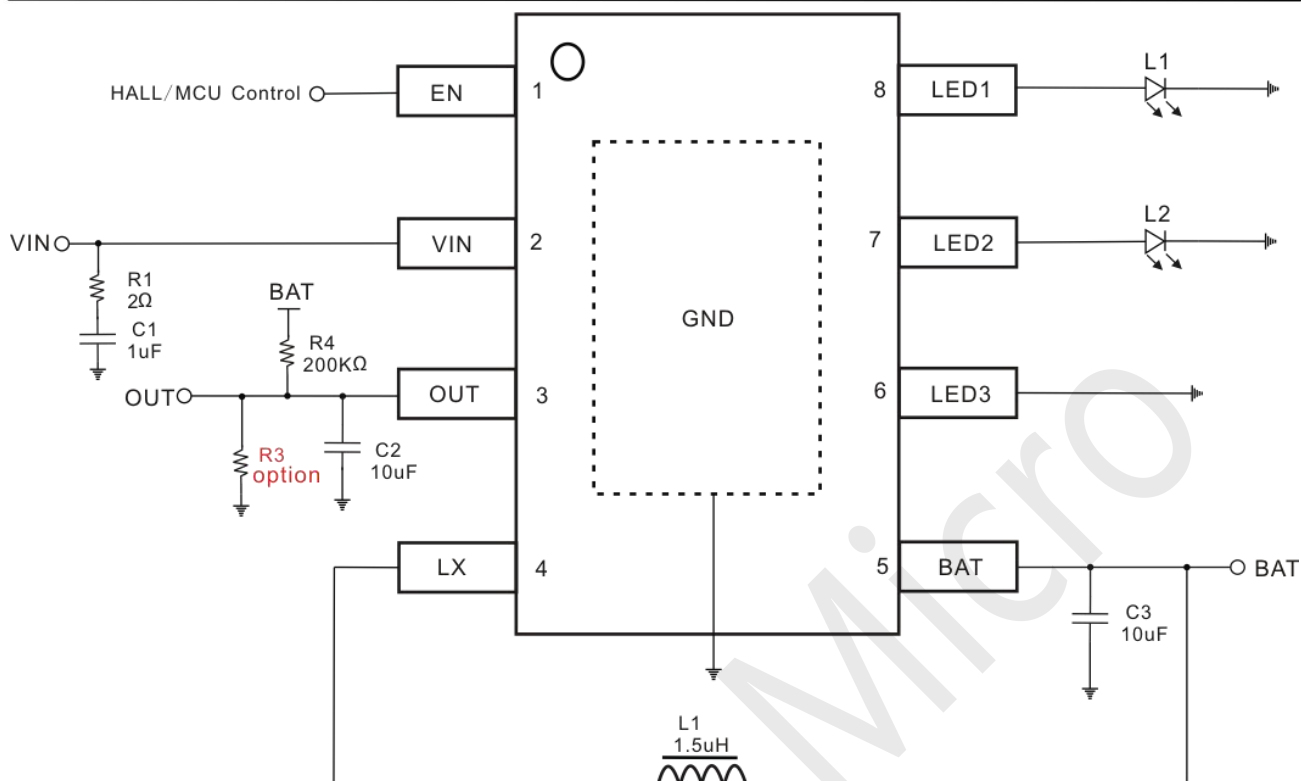 HALL/MCU Control
EN
1
8
LED1
L1
VIN
VIN
2
7
LED2
L2
R1
2Ω
C1
1uF
BAT
R4
200KΩ
GND
OUT
OUT
3
6
LED3
R3
option
C2
10uF
LX
4
5
BAT
BAT
C3
10uF
L1
1.5uH
Micro